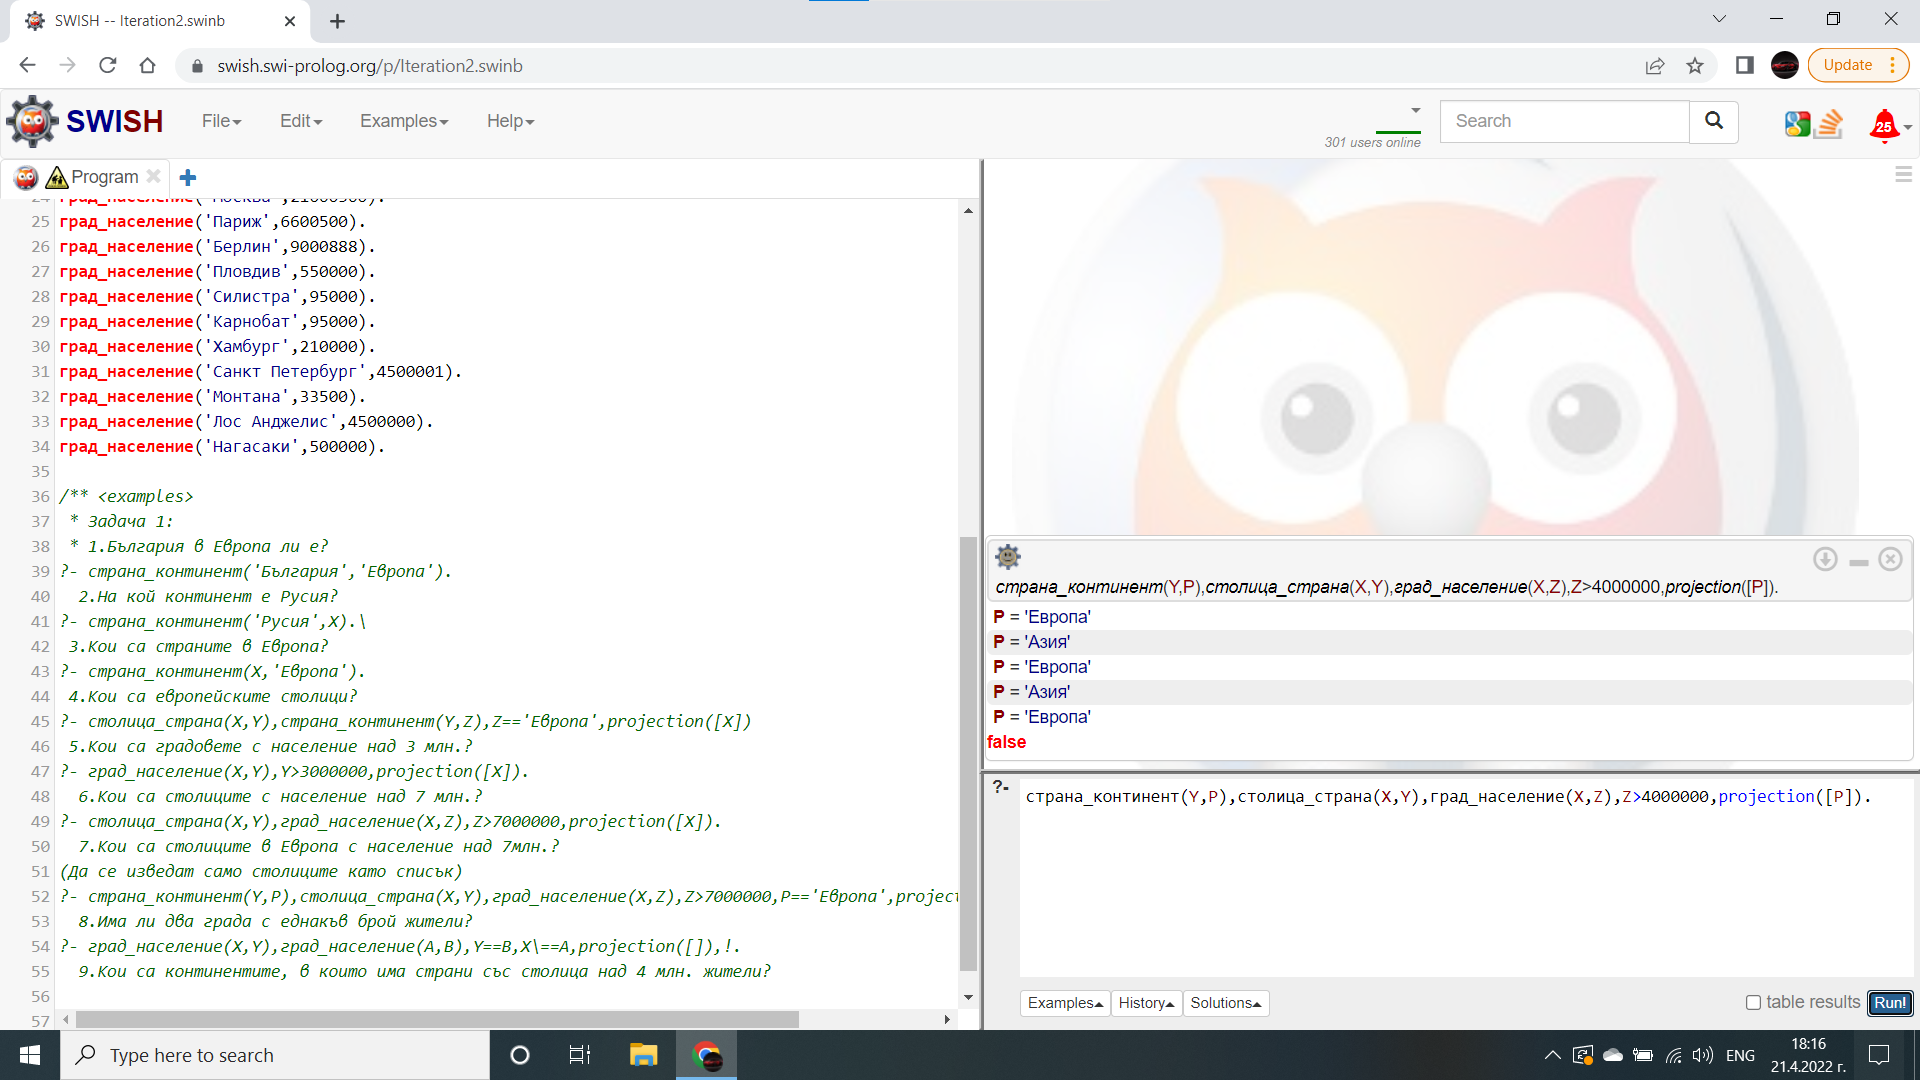 SWISH -- Iteration2.swinb
swish.swi-prolog.org/p/Iteration2.swinb
Update
SWISH
File
Edit
Examples
Help
301 users online
Search
25
Program
24 град_население('Москва',21000500).
25 град_население('Париж',6600500).
26 град_население('Берлин',9000888).
27 град_население('Пловдив',550000).
28 град_население('Силистра',95000).
29 град_население('Карнобат',95000).
30 град_население('Хамбург',210000).
31 град_население('Санкт Петербург',4500001).
32 град_население('Монтана',33500).
33 град_население('Лос Анджелис',4500000).
34 град_население('Нагасаки',500000).
35
36 /** <examples>
37 * Задача 1:
38 * 1.България в Европа ли е?
39 ?- страна_континент('България','Европа').
40 2.На кой континент е Русия?
41 ?- страна_континент('Русия',X).\
42 3.Кои са страните в Европа?
43 ?- страна_континент(X,'Европа').
44 4.Кои са европейските столици?
45 ?- столица_страна(X,Y),страна_континент(Y,Z),Z=='Европа',projection([X])
46 5.Кои са градовете с население над 3 млн.?
47 ?- град_население(X,Y),Y>3000000,projection([X]).
48 6.Кои са столиците с население над 7 млн.?
49 ?- столица_страна(X,Y),град_население(X,Z),Z>7000000,projection([X]).
50 7.Кои са столиците в Европа с население над 7млн.?
51 (Да се изведат само столиците като списък)
52 ?- страна_континент(Y,P),столица_страна(X,Y),град_население(X,Z),Z>7000000,P=='Европа',project
53 8.Има ли два града с еднакъв брой жители?
54 ?- град_население(X,Y),град_население(A,B),Y==B,X\==A,projection([]),!.
55 9.Кои са континентите, в които има страни със столица над 4 млн. жители?
56
57
страна_континент(Y,P),столица_страна(X,Y),град_население(X,Z),Z>4000000,projection([P]).
P = 'Европа'
P = 'Азия'
P = 'Европа'
P = 'Азия'
P = 'Европа'
false
?- страна_континент(Y,P),столица_страна(X,Y),град_население(X,Z),Z>4000000,projection([P]).
Examples
History
Solutions
table results
Run!
Type here to search
ENG
18:16
21.4.2022 г.